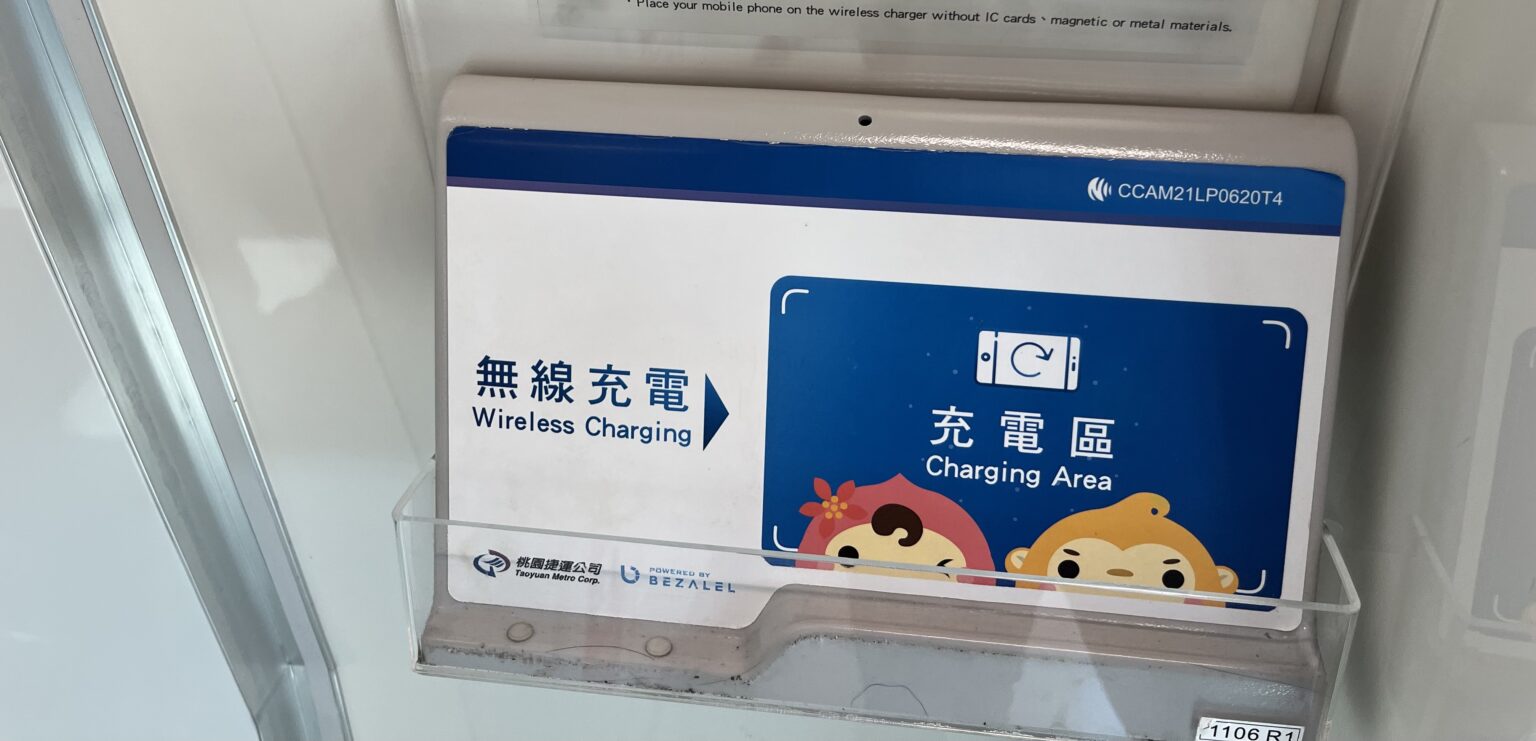 · Place your mobile phone on the wireless charger without IC cards、magnetic or metal materials.
CCAM21LP0620T4
無線充電
Wireless Charging
充電區
Charging Area
桃園捷運公司
Taoyuan Metro Corp.
POWERED BY
BEZALEL
1106 R1